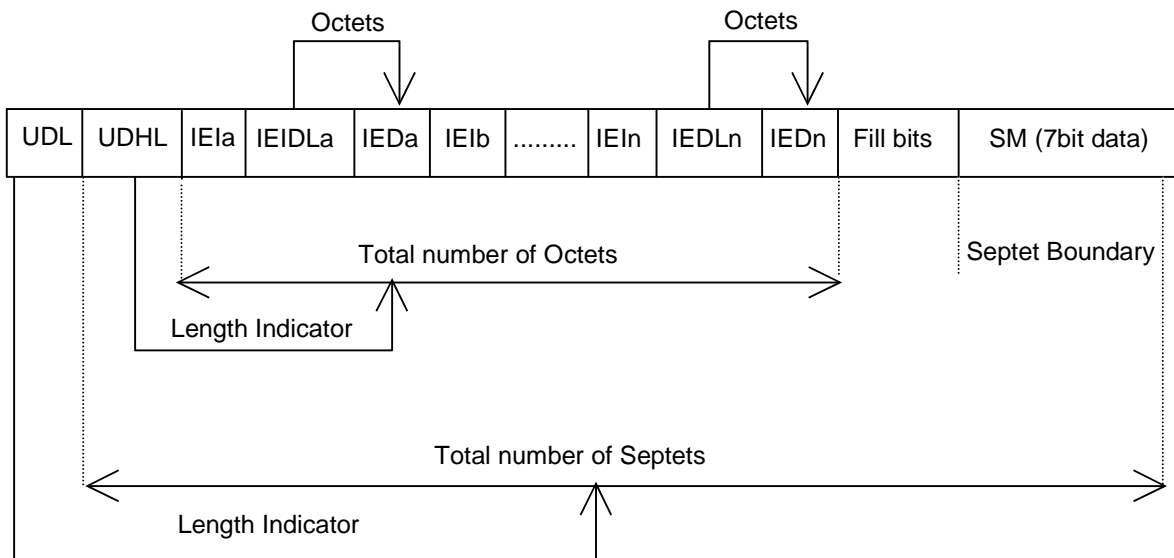 Octets Octets
UDL UDHL IEIa IEIDLa IEDa IEIb ......... IEIn IEDLn IEDn Fill bits SM (7bit data)
Total number of Octets
Septet Boundary
Length Indicator
Total number of Septets
Length Indicator